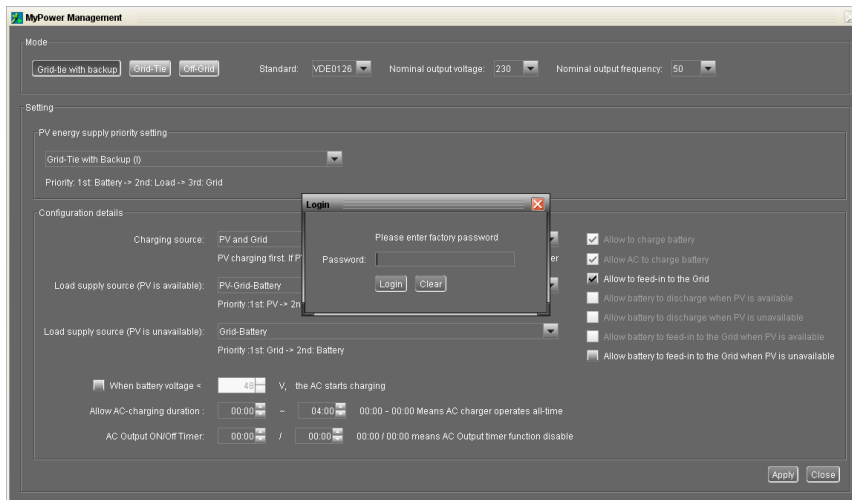 MyPower Management
Mode
Grid-tie with backup Grid-Tie Off-Grid Standard: VDE0126 Nominal output voltage: 230 Nominal output frequency: 50
Setting
PV energy supply priority setting
Grid-Tie with Backup (I)
Priority: 1st: Battery -> 2nd: Load -> 3rd: Grid
Configuration details
Charging source: PV and Grid
PV charging first. If P er
Load supply source (PV is available): PV-Grid-Battery
Priority :1st: PV -> 2n
Load supply source (PV is unavailable): Grid-Battery
Priority :1st: Grid -> 2nd: Battery
Login
Please enter factory password
Password:
Login Clear
Allow to charge battery
Allow AC to charge battery
Allow to feed-in to the Grid
Allow battery to discharge when PV is available
Allow battery to discharge when PV is unavailable
Allow battery to feed-in to the Grid when PV is available
Allow battery to feed-in to the Grid when PV is unavailable
When battery voltage < 48 V, the AC starts charging
Allow AC-charging duration : 00:00 ~ 04:00 00:00 - 00:00 Means AC charger operates all-time
AC Output ON/Off Timer: 00:00 / 00:00 00:00 / 00:00 means AC Output timer function disable
Apply Close